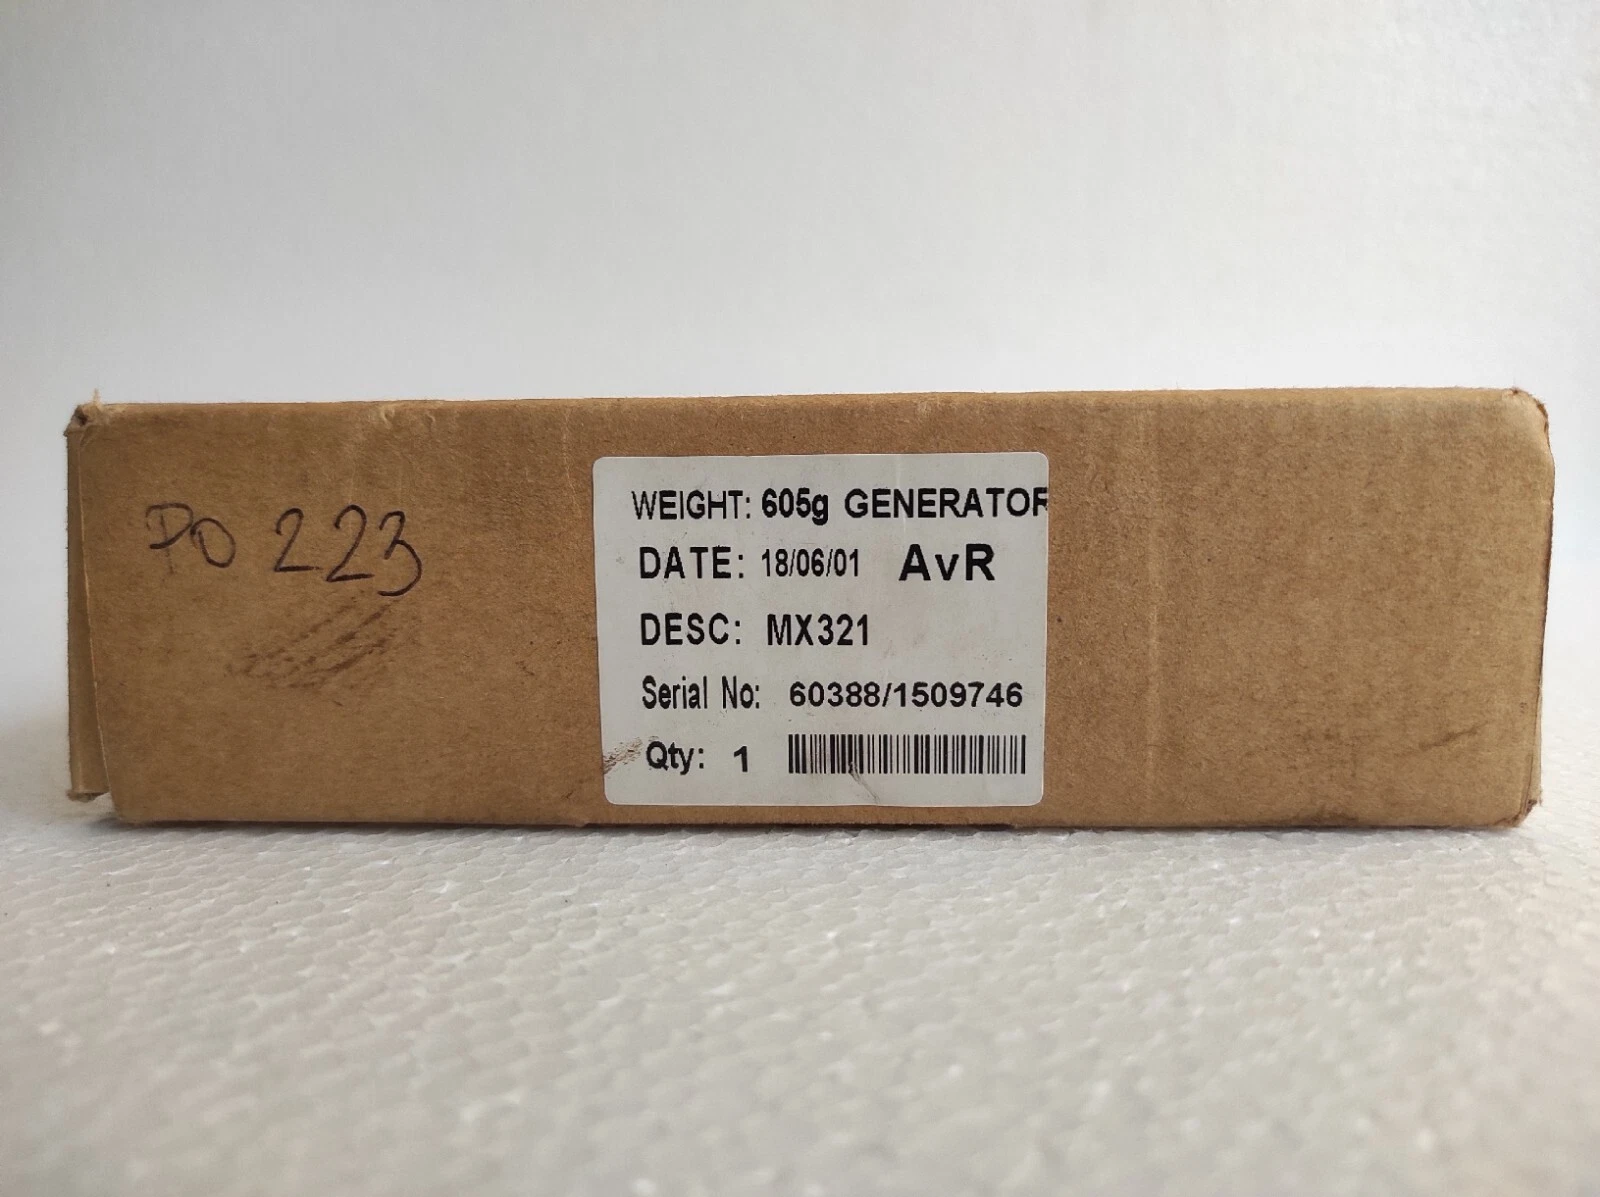 PO 223
WEIGHT: 605g GENERATOR
DATE: 18/06/01 AvR
DESC: MX321
Serial No: 60388/1509746
Qty: 1